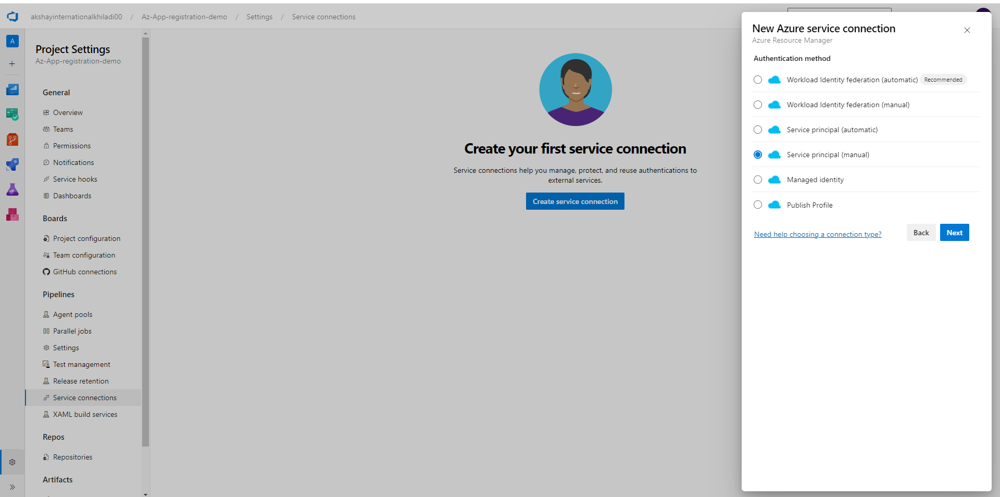 akshayinternationalkhiladi00 / Az-App-registration-demo / Settings / Service connections
A
Project Settings
Az-App-registration-demo
General
Overview
Teams
Permissions
Notifications
Service hooks
Dashboards
Boards
Project configuration
Team configuration
GitHub connections
Pipelines
Agent pools
Parallel jobs
Settings
Test management
Release retention
Service connections
XAML build services
Repos
Repositories
Artifacts
Create your first service connection
Service connections help you manage, protect, and reuse authentications to
external services.
Create service connection
New Azure service connection
Azure Resource Manager
Authentication method
Workload Identity federation (automatic) Recommended
Workload Identity federation (manual)
Service principal (automatic)
Service principal (manual)
Managed identity
Publish Profile
Need help choosing a connection type?
Back
Next